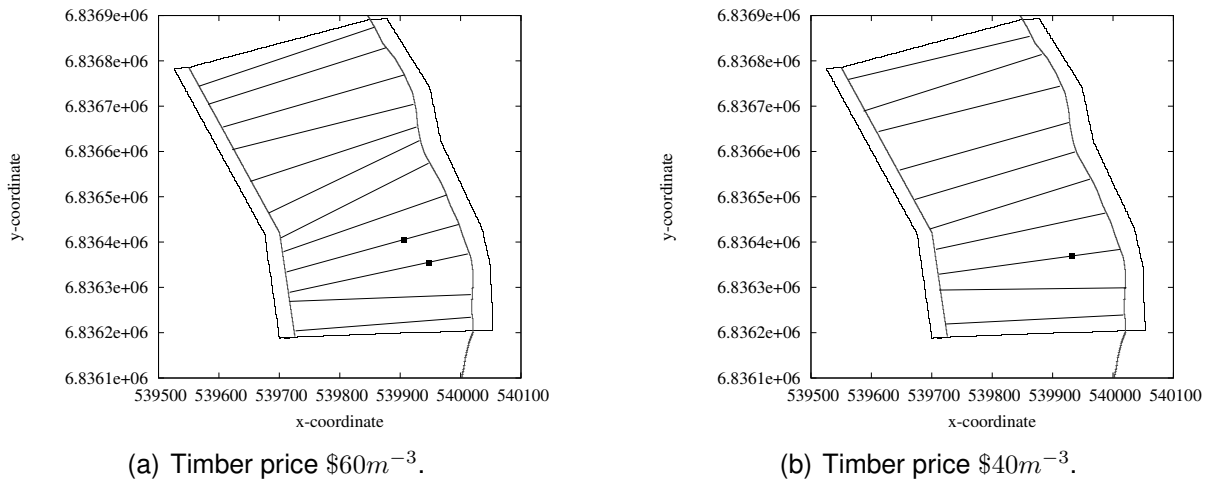 6.8369e+06
6.8368e+06
6.8367e+06
6.8366e+06
6.8365e+06
6.8364e+06
6.8363e+06
6.8362e+06
6.8361e+06
y-coordinate
539500 539600 539700 539800 539900 540000 540100
x-coordinate
(a) Timber price $60m⁻³.
6.8369e+06
6.8368e+06
6.8367e+06
6.8366e+06
6.8365e+06
6.8364e+06
6.8363e+06
6.8362e+06
6.8361e+06
y-coordinate
539500 539600 539700 539800 539900 540000 540100
x-coordinate
(b) Timber price $40m⁻³.